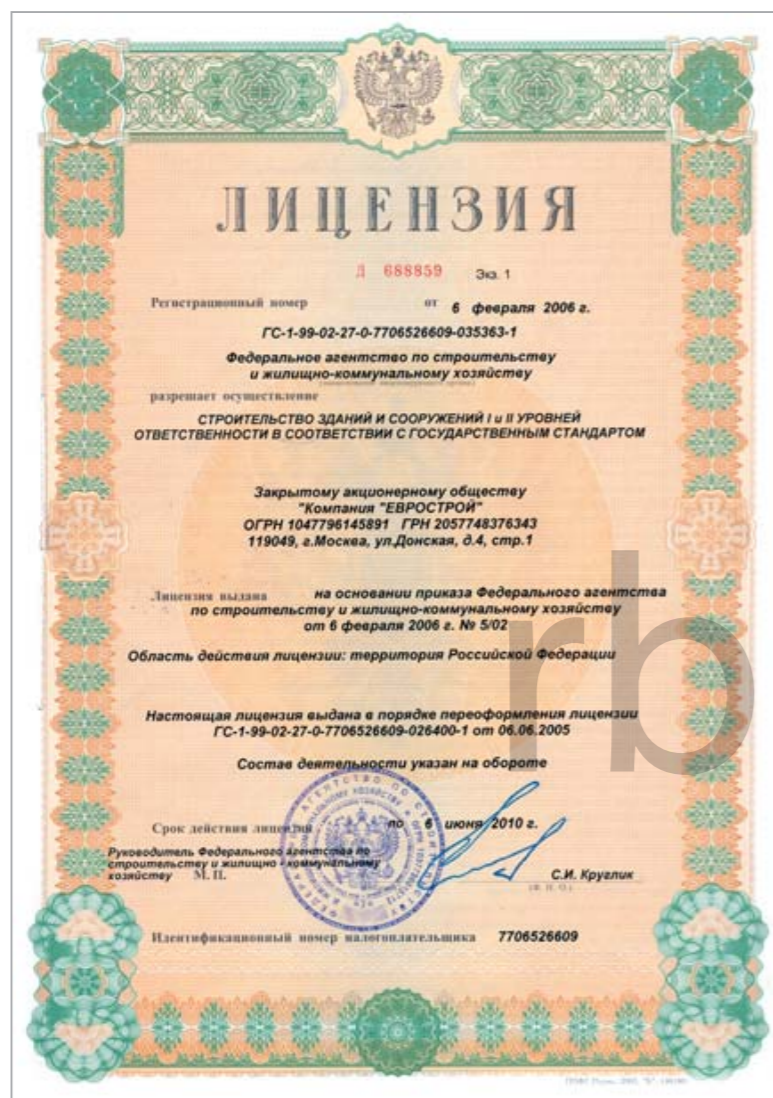 ЛИЦЕНЗИЯ
Д 688859 Экз. 1
Регистрационный номер от 6 февраля 2006 г.
ГС-1-99-02-27-0-7706526609-035363-1
Федеральное агентство по строительству
и жилищно-коммунальному хозяйству
разрешает осуществление
СТРОИТЕЛЬСТВО ЗДАНИЙ И СООРУЖЕНИЙ I и II УРОВНЕЙ
ОТВЕТСТВЕННОСТИ В СООТВЕТСТВИИ С ГОСУДАРСТВЕННЫМ СТАНДАРТОМ
Закрытому акционерному обществу
"Компания "ЕВРОСТРОЙ"
ОГРН 1047796145891 ГРН 2057748376343
119049, г.Москва, ул.Донская, д.4, стр.1
Лицензия выдана на основании приказа Федерального агентства
по строительству и жилищно-коммунальному хозяйству
от 6 февраля 2006 г. № 5/02
Область действия лицензии: территория Российской Федерации
Настоящая лицензия выдана в порядке переоформления лицензии
ГС-1-99-02-27-0-7706526609-026400-1 от 06.06.2005
Состав деятельности указан на обороте
Срок действия лицензии по 6 июня 2010 г.
Руководитель Федерального агентства по
строительству и жилищно - коммунальному
хозяйству М. П. С.И. Круглик
(Ф. И. О.)
Идентификационный номер налогоплательщика 7706526609
rb